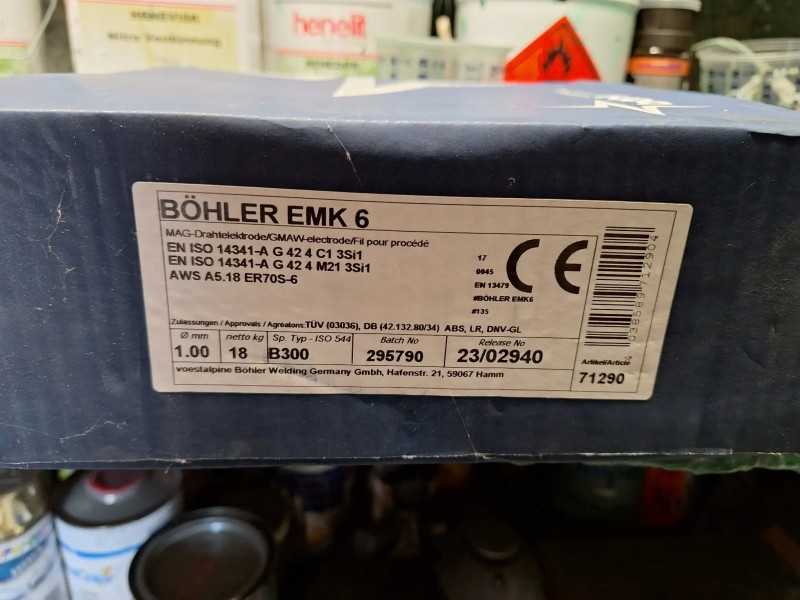 henelit
BÖHLER EMK 6
MAG-Drahtelektrode/GMAW-electrode/Fil pour procédé
EN ISO 14341-A G 42 4 C1 3Si1
EN ISO 14341-A G 42 4 M21 3Si1
AWS A5.18 ER70S-6
17
0045
EN 13479
#BÖHLER EMK6
#135
CE
Zulassungen / Approvals / Agréations: TÜV (03036), DB (42.132.80/34) ABS, LR, DNV-GL
Ø mm netto kg Sp. Typ - ISO 544 Batch No Release No
1.00 18 B300 295790 23/02940
Artikel/Article
71290
voestalpine Böhler Welding Germany GmbH, Hafenstr. 21, 59067 Hamm